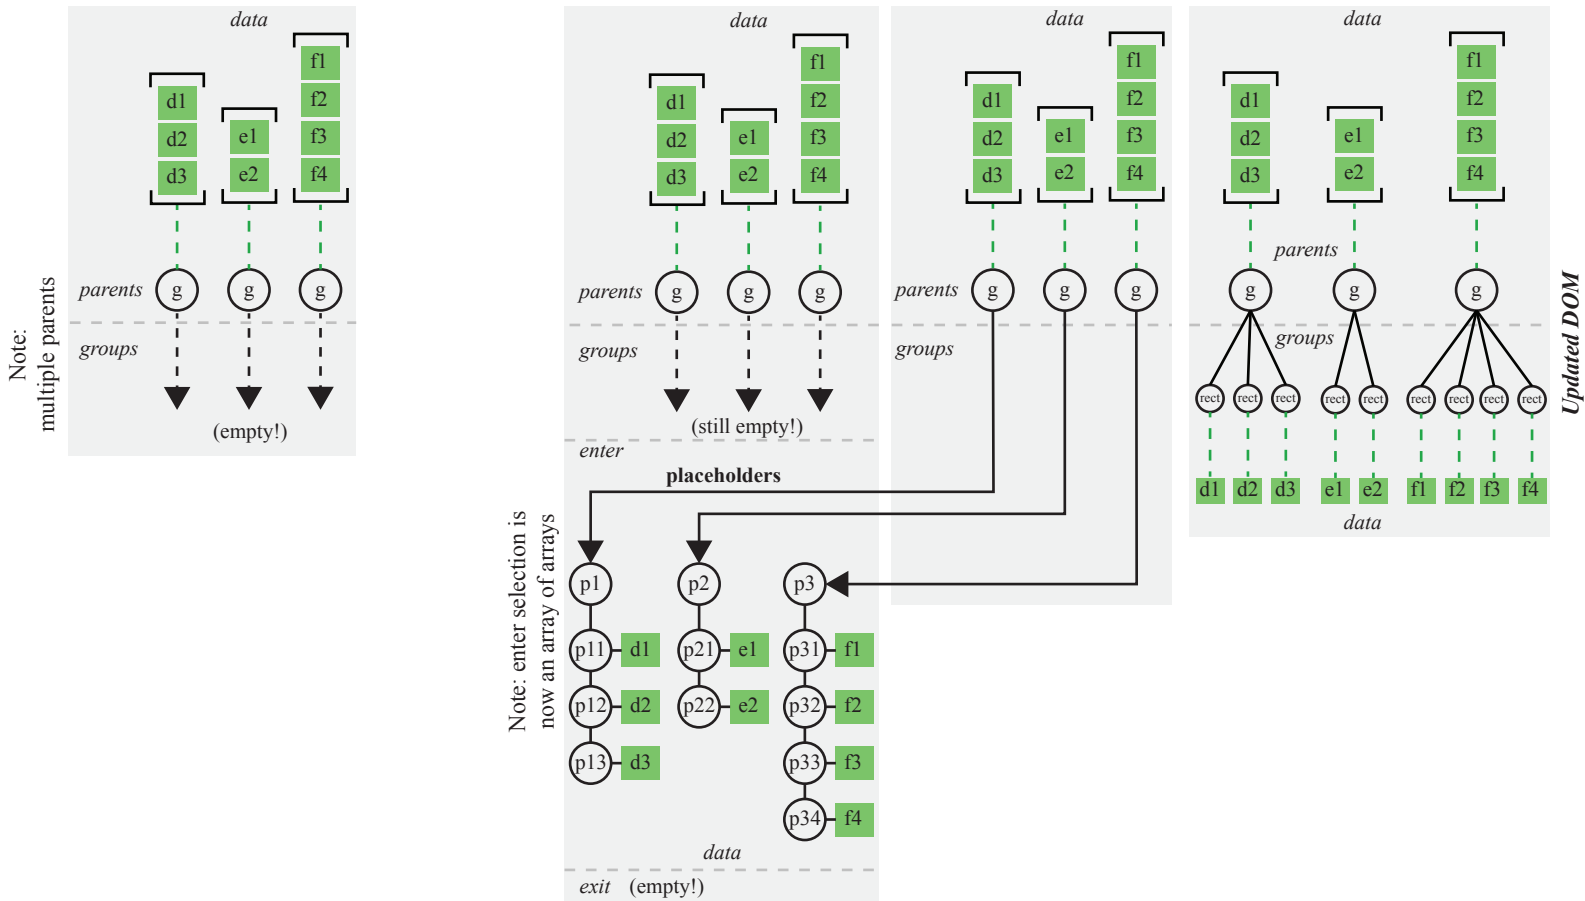 Note:
multiple parents
data
d1
d2
d3
e1
e2
f1
f2
f3
f4
parents
g
g
g
groups
(empty!)
data
d1
d2
d3
e1
e2
f1
f2
f3
f4
parents
g
g
g
groups
(still empty!)
enter
placeholders
Note: enter selection is
now an array of arrays
p1
p11
d1
p12
d2
p13
d3
p2
p21
e1
p22
e2
p3
p31
f1
p32
f2
p33
f3
p34
f4
data
exit (empty!)
data
d1
d2
d3
e1
e2
f1
f2
f3
f4
parents
g
g
g
groups
data
d1
d2
d3
e1
e2
f1
f2
f3
f4
parents
g
g
g
groups
rect
rect
rect
rect
rect
rect
rect
rect
rect
d1
d2
d3
e1
e2
f1
f2
f3
f4
data
Updated DOM